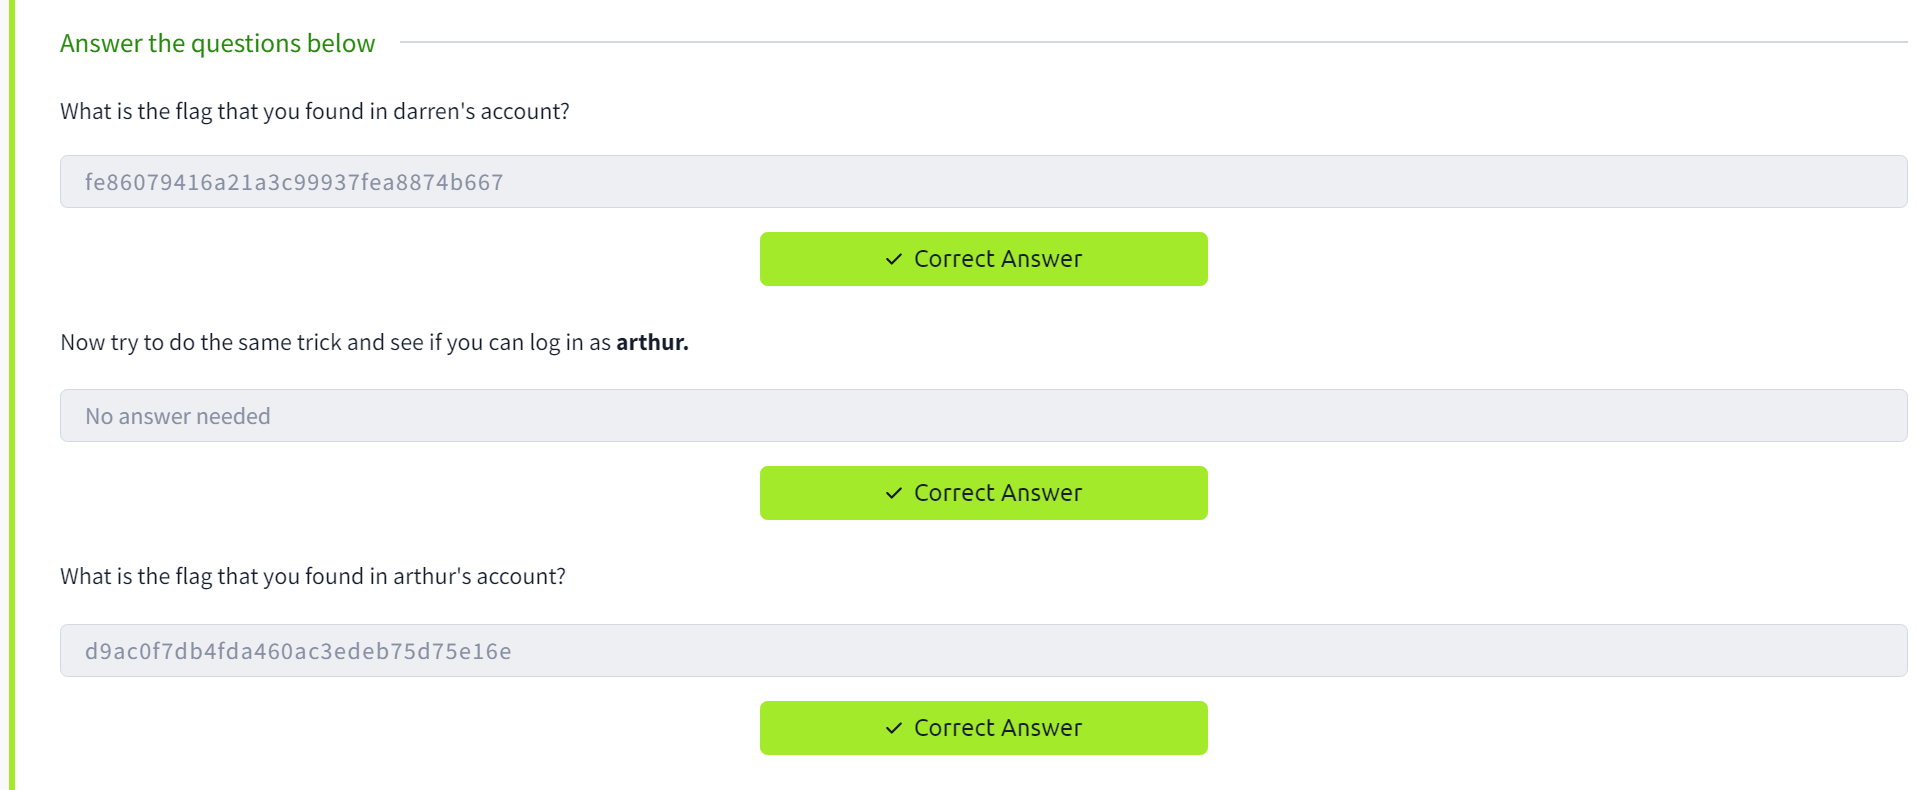 Answer the questions below
What is the flag that you found in darren's account?
fe86079416a21a3c99937fea8874b667
✓ Correct Answer
Now try to do the same trick and see if you can log in as arthur.
No answer needed
✓ Correct Answer
What is the flag that you found in arthur's account?
d9ac0f7db4fda460ac3edeb75d75e16e
✓ Correct Answer